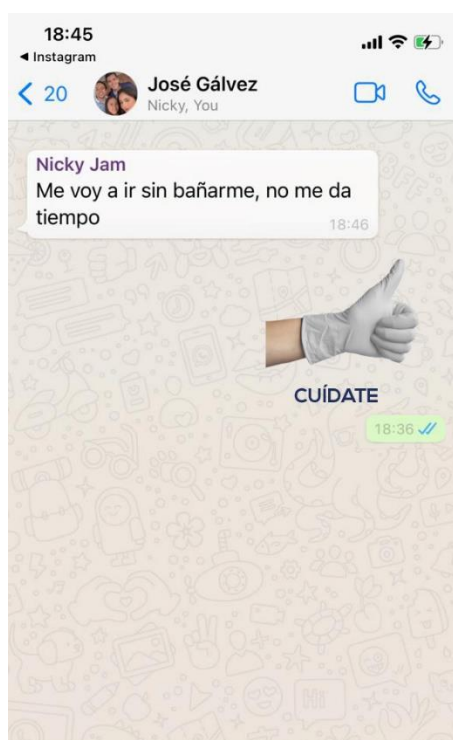 18:45
◀ Instagram
20
José Gálvez
Nicky, You
Nicky Jam
Me voy a ir sin bañarme, no me da
tiempo
18:46
CUÍDATE
18:36